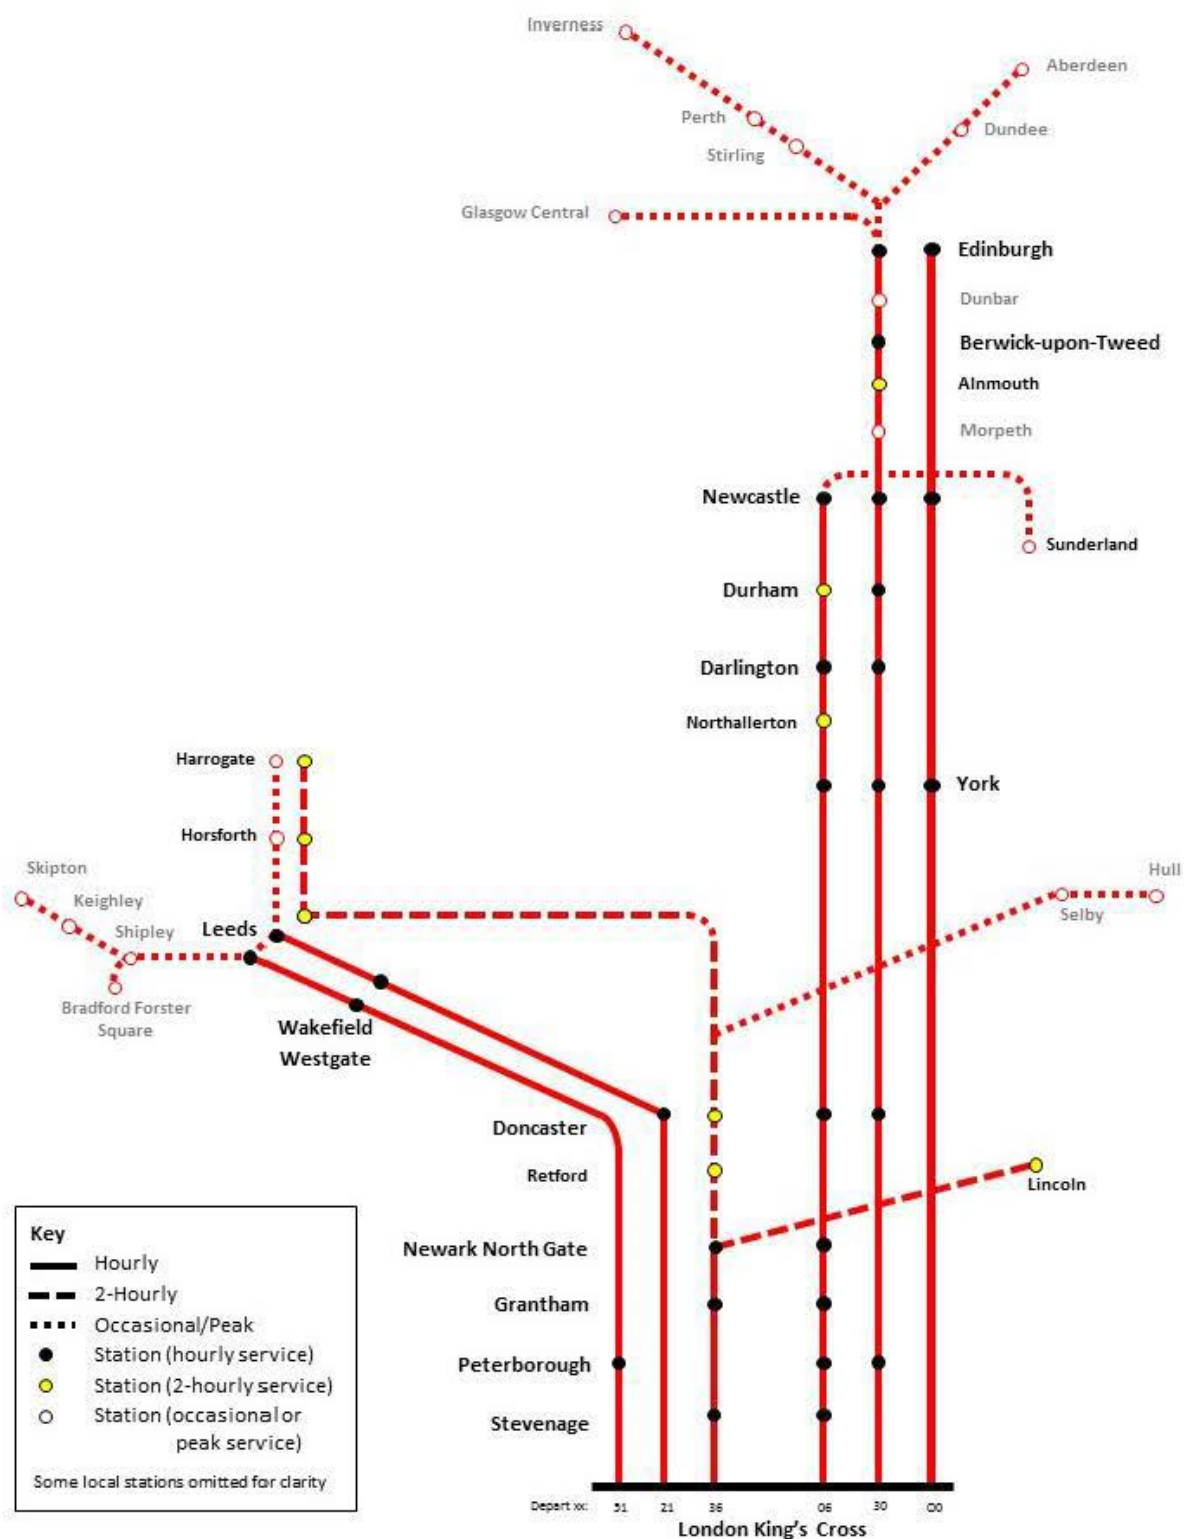 Inverness
Aberdeen
Perth
Dundee
Stirling
Glasgow Central
Edinburgh
Dunbar
Berwick-upon-Tweed
Alnmouth
Morpeth
Newcastle
Sunderland
Durham
Darlington
Northallerton
Harrogate
York
Horsforth
Skipton
Hull
Keighley
Selby
Shipley
Leeds
Bradford Forster
Square
Wakefield
Westgate
Doncaster
Retford
Lincoln
Newark North Gate
Grantham
Peterborough
Stevenage
Key
Hourly
2-Hourly
Occasional/Peak
Station (hourly service)
Station (2-hourly service)
Station (occasional or
peak service)
Some local stations omitted for clarity
Depart xx: 51 21 36 06 30 00
London King's Cross